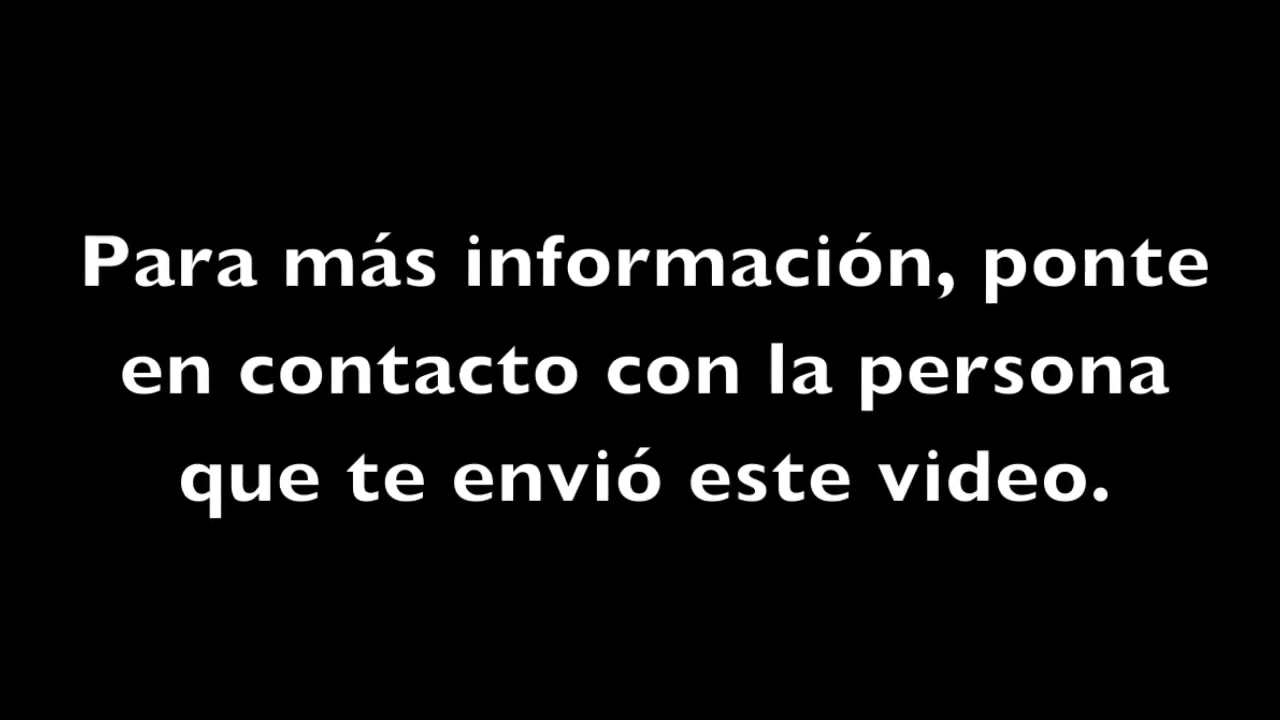 Para más información, ponte
en contacto con la persona
que te envió este video.